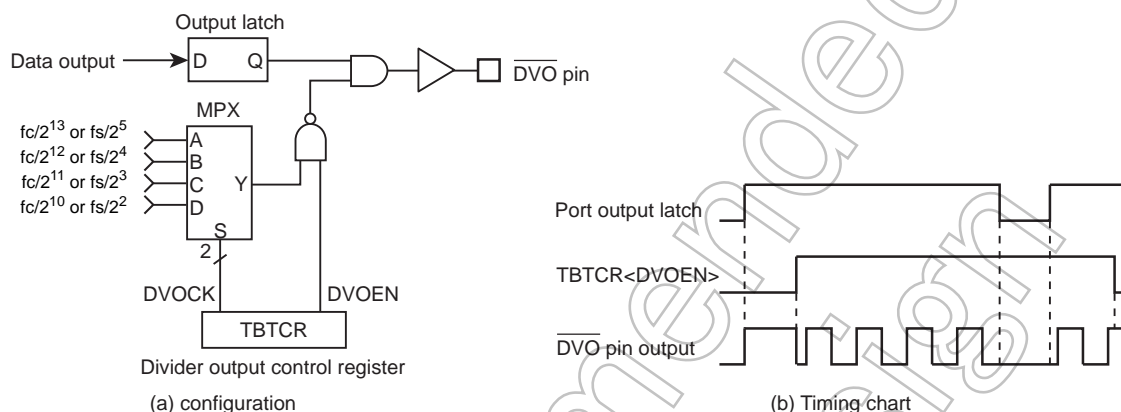 Output latch
Data output
D
Q
DVO pin
MPX
fc/2^13 or fs/2^5
fc/2^12 or fs/2^4
fc/2^11 or fs/2^3
fc/2^10 or fs/2^2
A
B
C
D
Y
S
2
DVOCK
DVOEN
TBTCR
Divider output control register
(a) configuration
Port output latch
TBTCR<DVOEN>
DVO pin output
(b) Timing chart